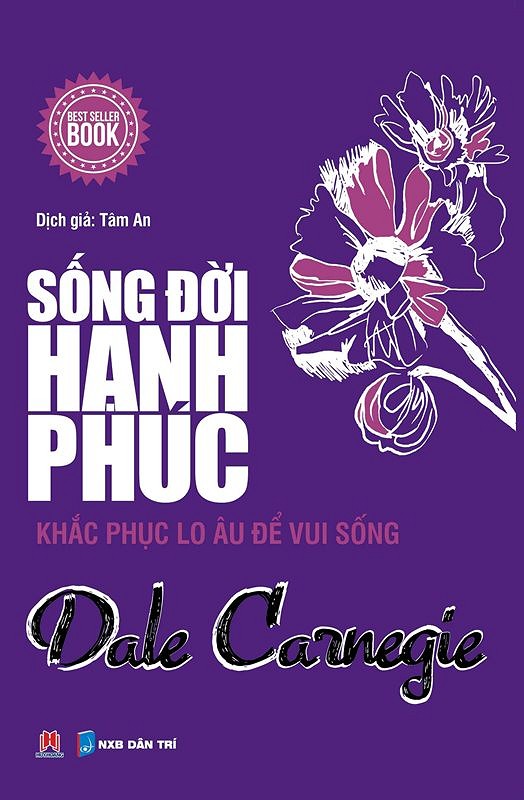 BEST SELLER
BOOK
Dịch giả: Tâm An
SỐNG ĐỜI
HẠNH
PHÚC
KHẮC PHỤC LO ÂU ĐỂ VUI SỐNG
Dale Carnegie
NXB DÂN TRÍ